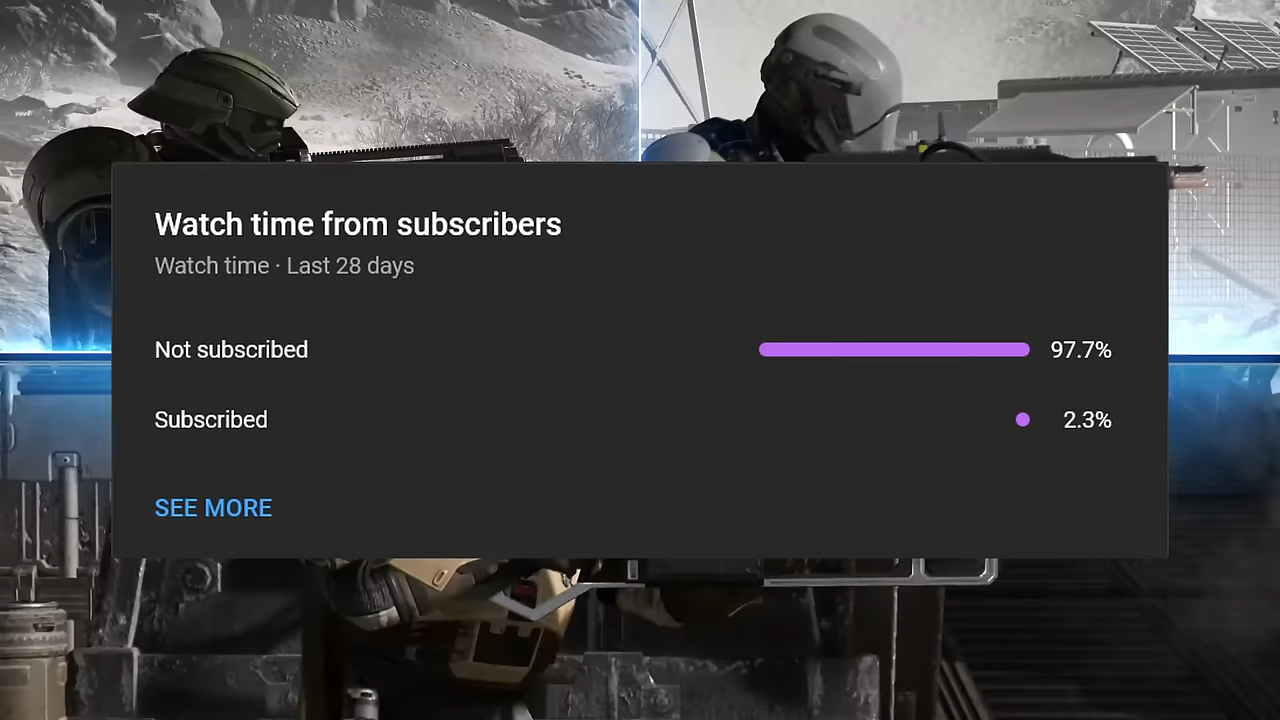 Watch time from subscribers
Watch time · Last 28 days
Not subscribed 97.7%
Subscribed 2.3%
SEE MORE